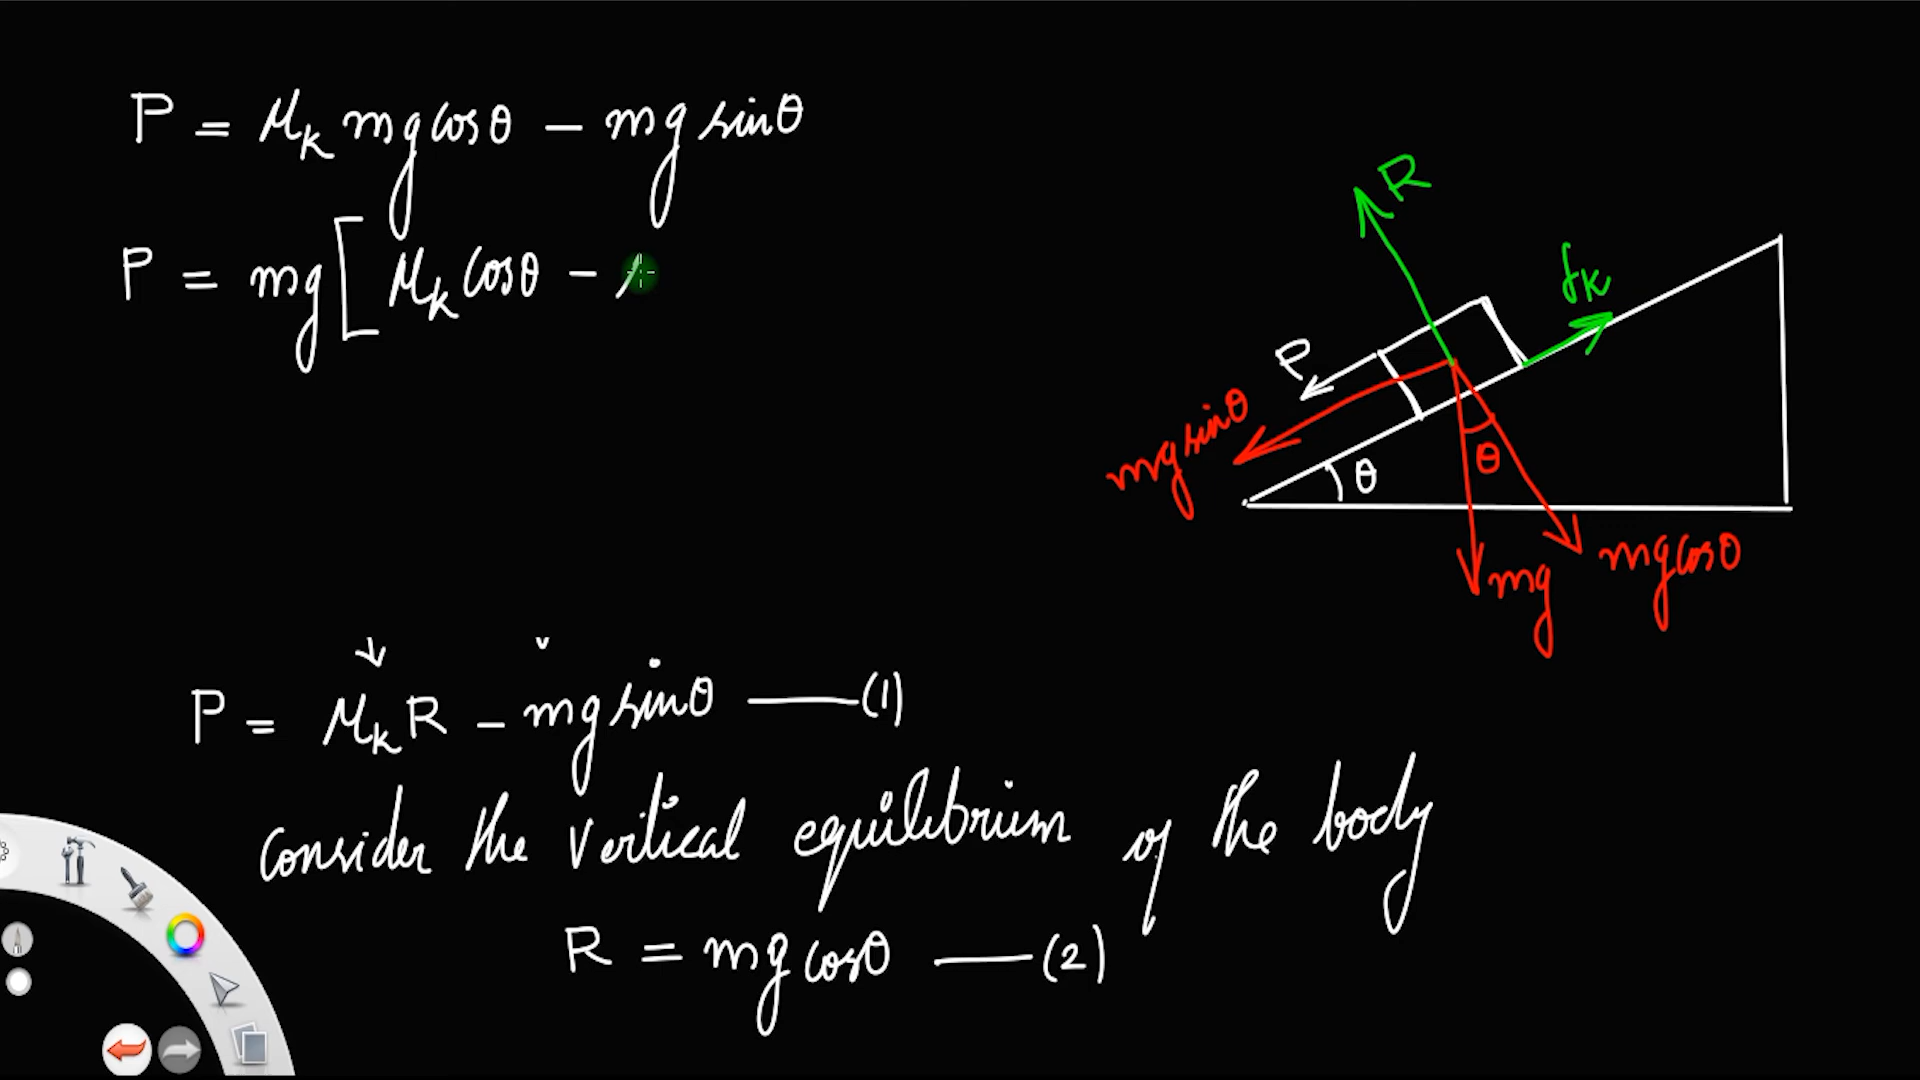 P = μₖ mg cosθ − mg sinθ
P = mg [ μₖ cosθ −
R
fₖ
P
mg sinθ
θ
θ
mg cosθ
mg
P = μₖ R − mg sinθ —— (1)
consider the vertical equilibrium of the body
R = mg cosθ —— (2)